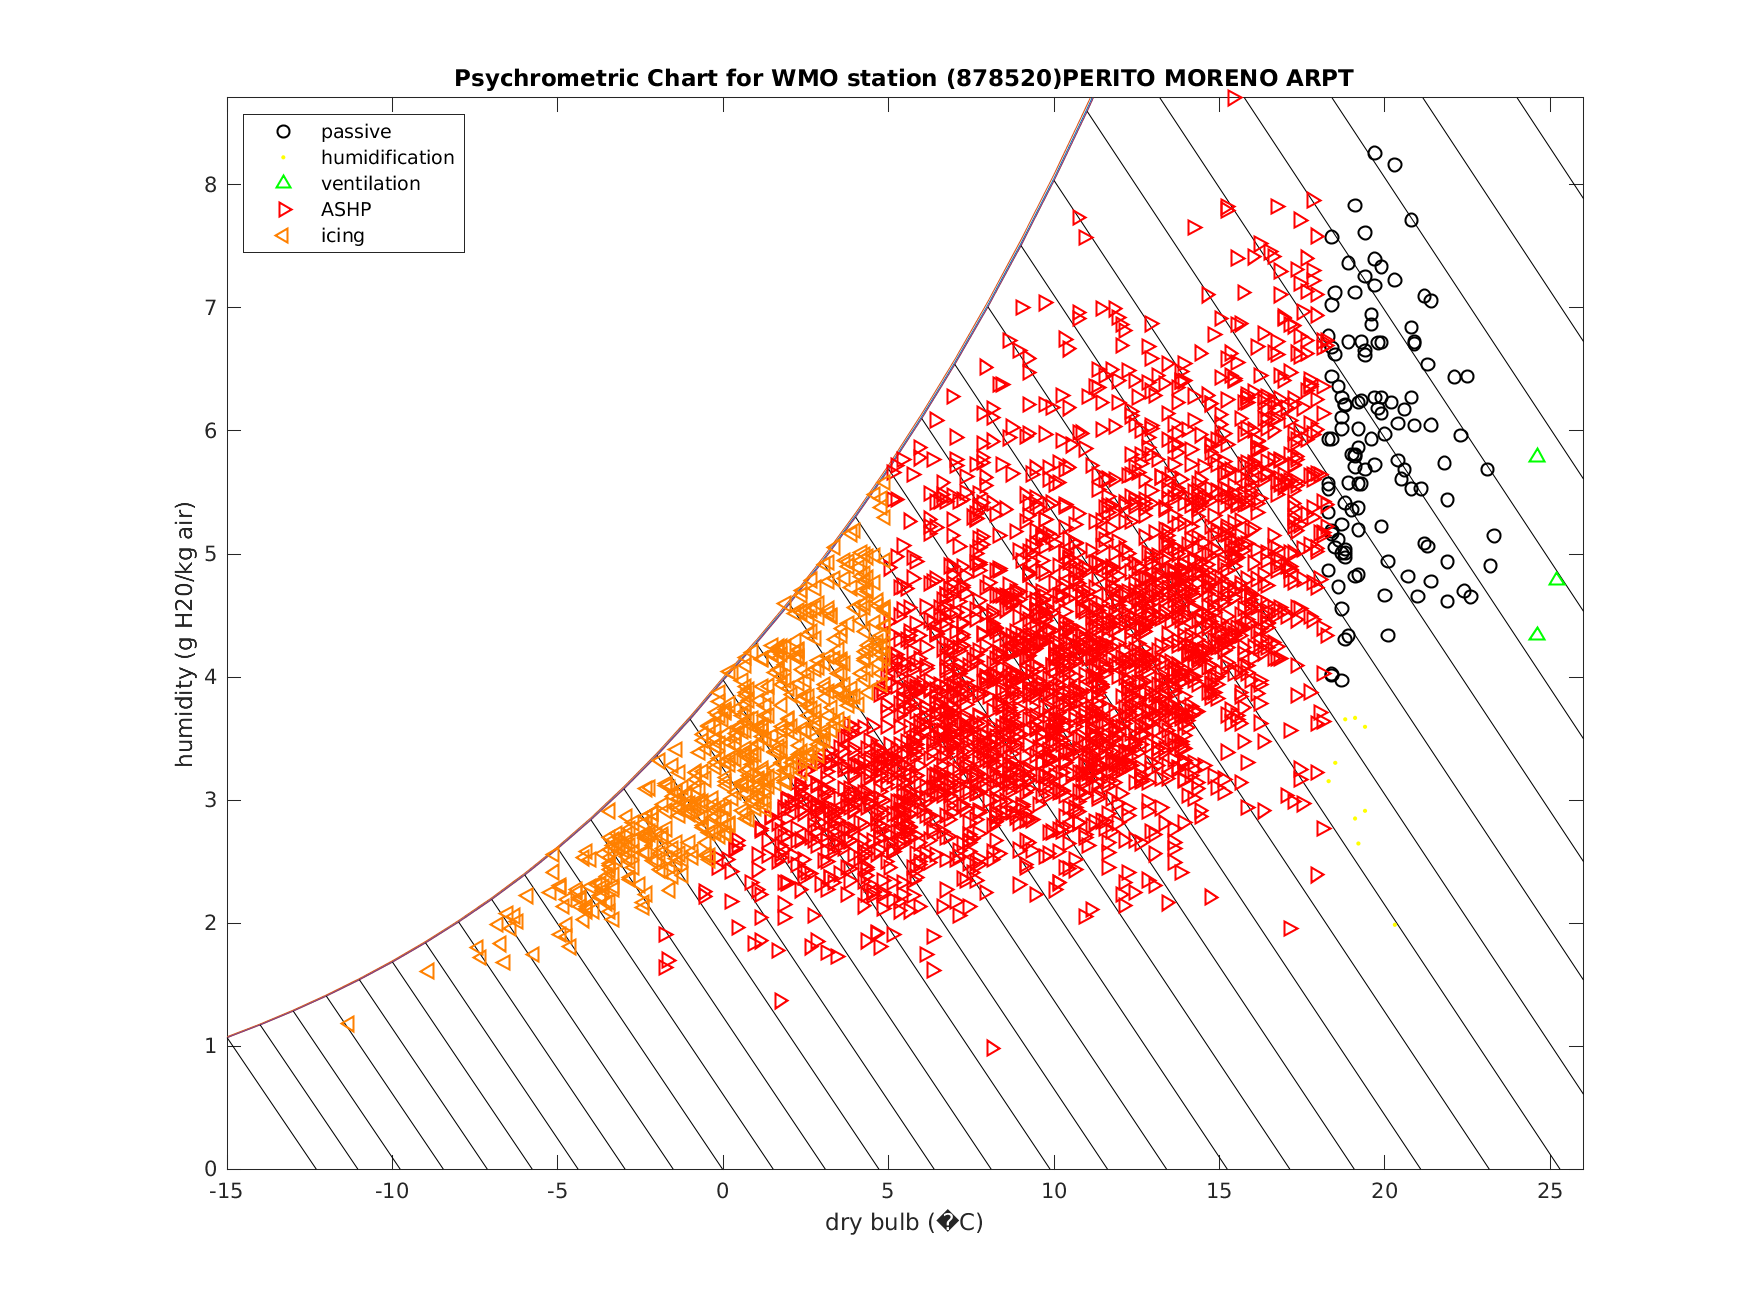 Psychrometric Chart for WMO station (878520)PERITO MORENO ARPT
passive
humidification
ventilation
ASHP
icing
humidity (g H20/kg air)
8
7
6
5
4
3
2
1
0
-15 -10 -5 0 5 10 15 20 25
dry bulb (�C)